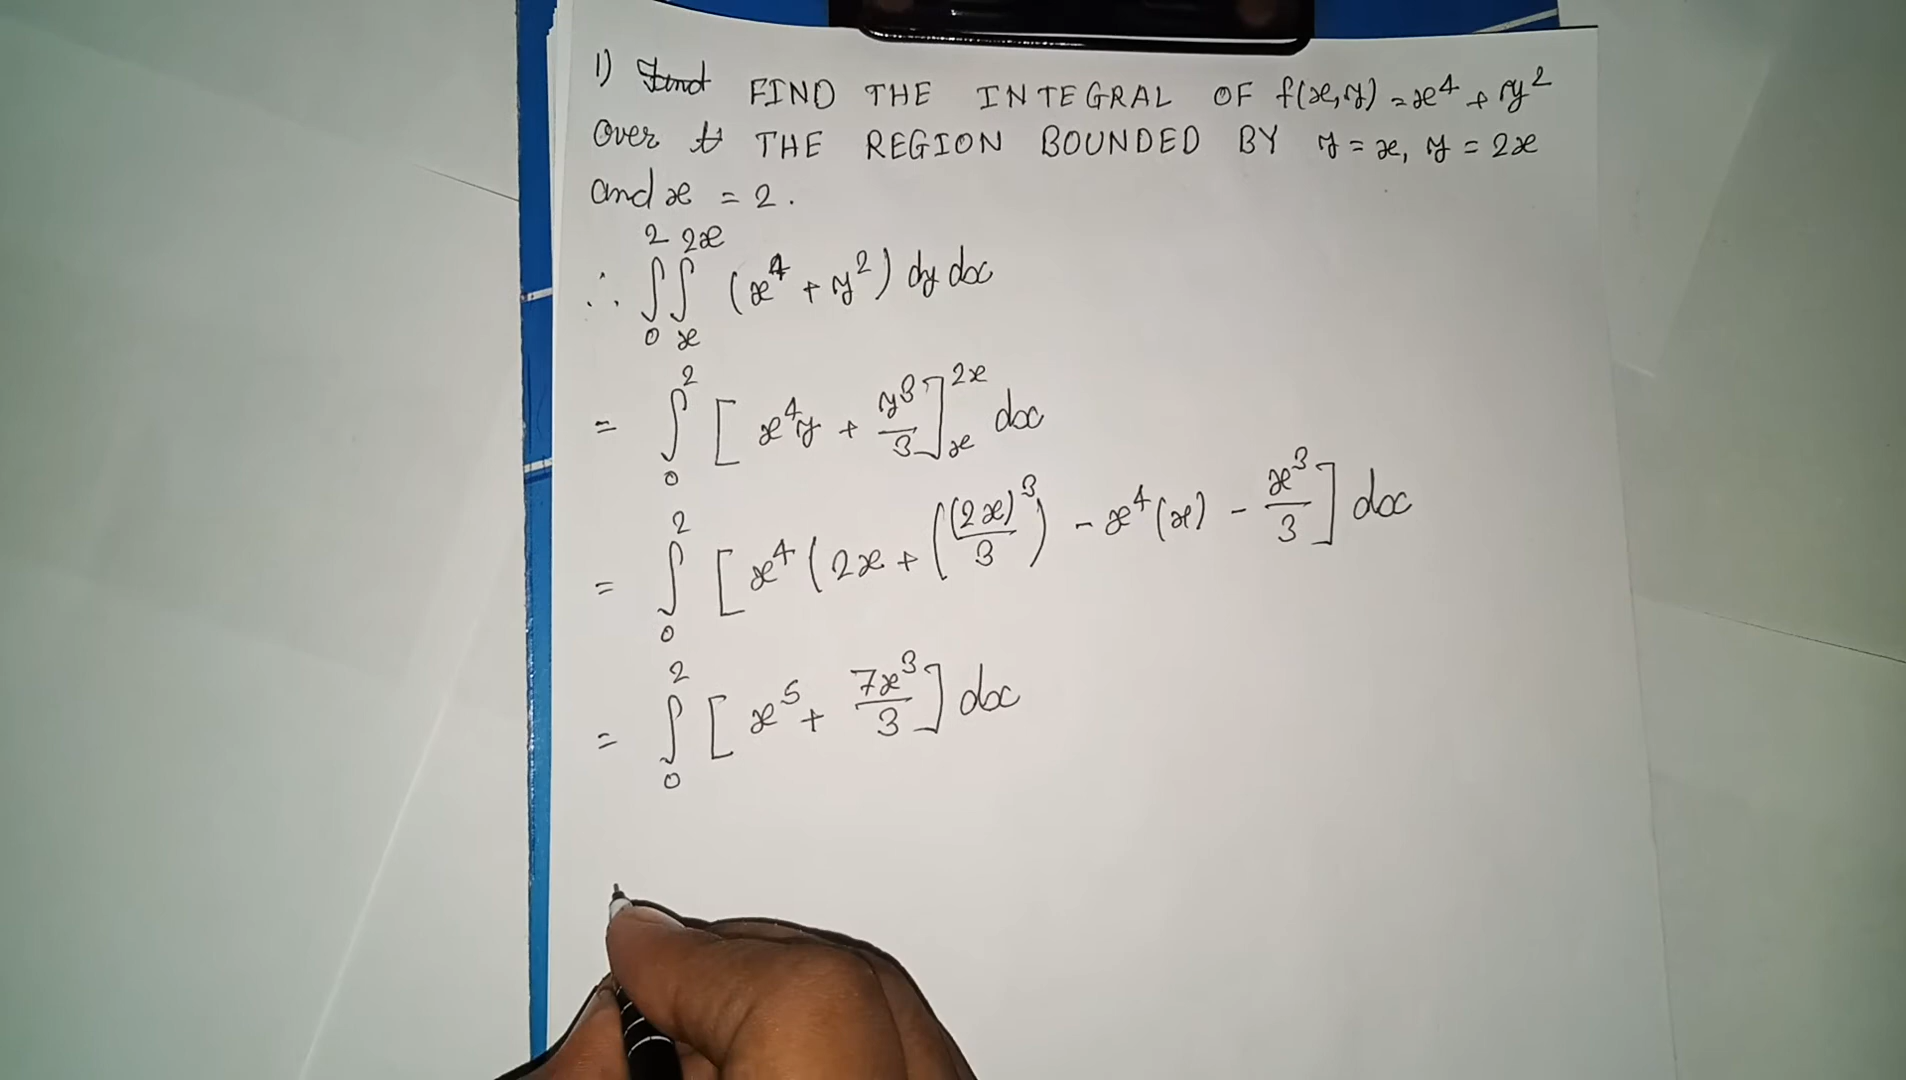 1) Find FIND THE INTEGRAL OF f(x,y) = x⁴ + y²
Over t THE REGION BOUNDED BY y = x, y = 2x
and x = 2.
∴ ∫₀² ∫ₓ²ˣ (x⁴ + y²) dy dx
= ∫₀² [ x⁴y + y³/3 ]ₓ²ˣ dx
= ∫₀² [ x⁴ ( 2x + ( (2x)³/3 ) - x⁴(x) - x³/3 ] dx
= ∫₀² [ x⁵ + 7x³/3 ] dx